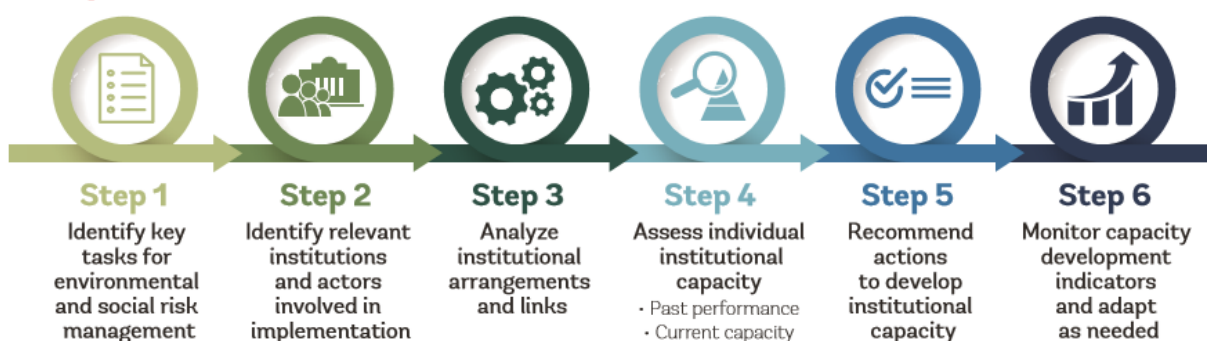 Step 1
Identify key
tasks for
environmental
and social risk
management
Step 2
Identify relevant
institutions
and actors
involved in
implementation
Step 3
Analyze
institutional
arrangements
and links
Step 4
Assess individual
institutional
capacity
· Past performance
· Current capacity
Step 5
Recommend
actions
to develop
institutional
capacity
Step 6
Monitor capacity
development
indicators
and adapt
as needed